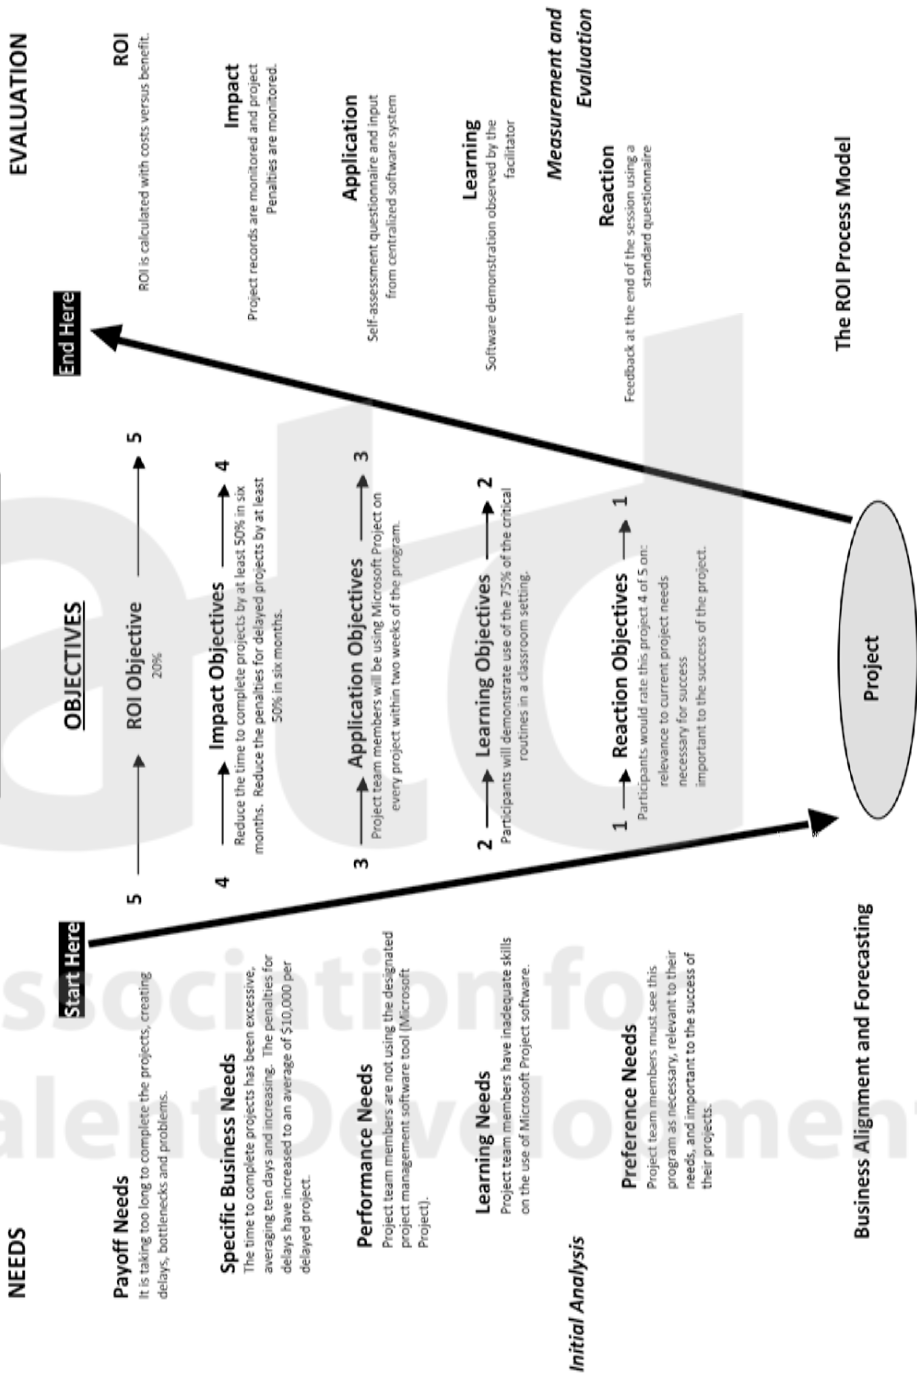 NEEDS
OBJECTIVES
EVALUATION
Start Here
End Here
Payoff Needs
It is taking too long to complete the projects, creating
delays, bottlenecks and problems.
5
ROI Objective
20%
5
ROI
ROI is calculated with costs versus benefit.
Specific Business Needs
The time to complete projects has been excessive,
averaging ten days and increasing. The penalties for
delays have increased to an average of $10,000 per
delayed project.
4
Impact Objectives
4
Reduce the time to complete projects by at least 50% in six
months. Reduce the penalties for delayed projects by at least
50% in six months.
Impact
Project records are monitored and project
Penalties are monitored.
Performance Needs
Project team members are not using the designated
project management software tool (Microsoft
Project).
3
Application Objectives
3
Project team members will be using Microsoft Project on
every project within two weeks of the program.
Application
Self-assessment questionnaire and input
from centralized software system
Learning Needs
Project team members have inadequate skills
on the use of Microsoft Project software.
2
Learning Objectives
2
Participants will demonstrate use of the 75% of the critical
routines in a classroom setting.
Learning
Software demonstration observed by the
facilitator
Initial Analysis
Measurement and
Evaluation
Preference Needs
Project team members must see this
program as necessary, relevant to their
needs, and important to the success of
their projects.
1
Reaction Objectives
1
Participants would rate this project 4 of 5 on:
relevance to current project needs
necessary for success
important to the success of the project.
Reaction
Feedback at the end of the session using a
standard questionnaire
Business Alignment and Forecasting
Project
The ROI Process Model
atd
ssociation for
alent Development